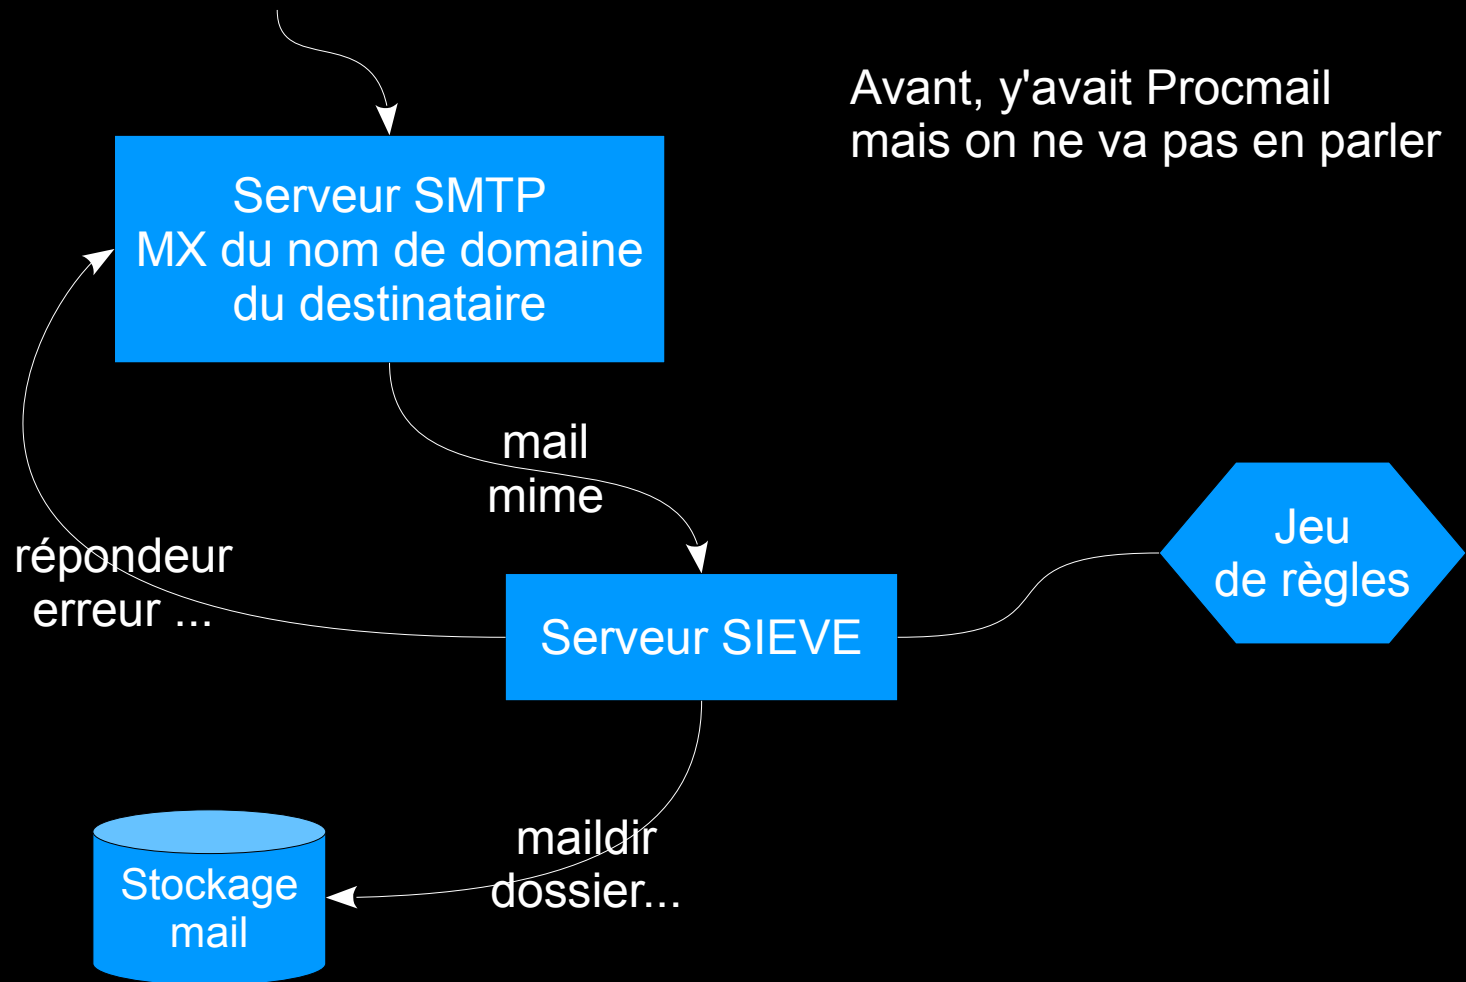 Avant, y'avait Procmail
mais on ne va pas en parler
Serveur SMTP
MX du nom de domaine
du destinataire
mail
mime
répondeur
erreur ...
Jeu
de règles
Serveur SIEVE
maildir
dossier...
Stockage
mail